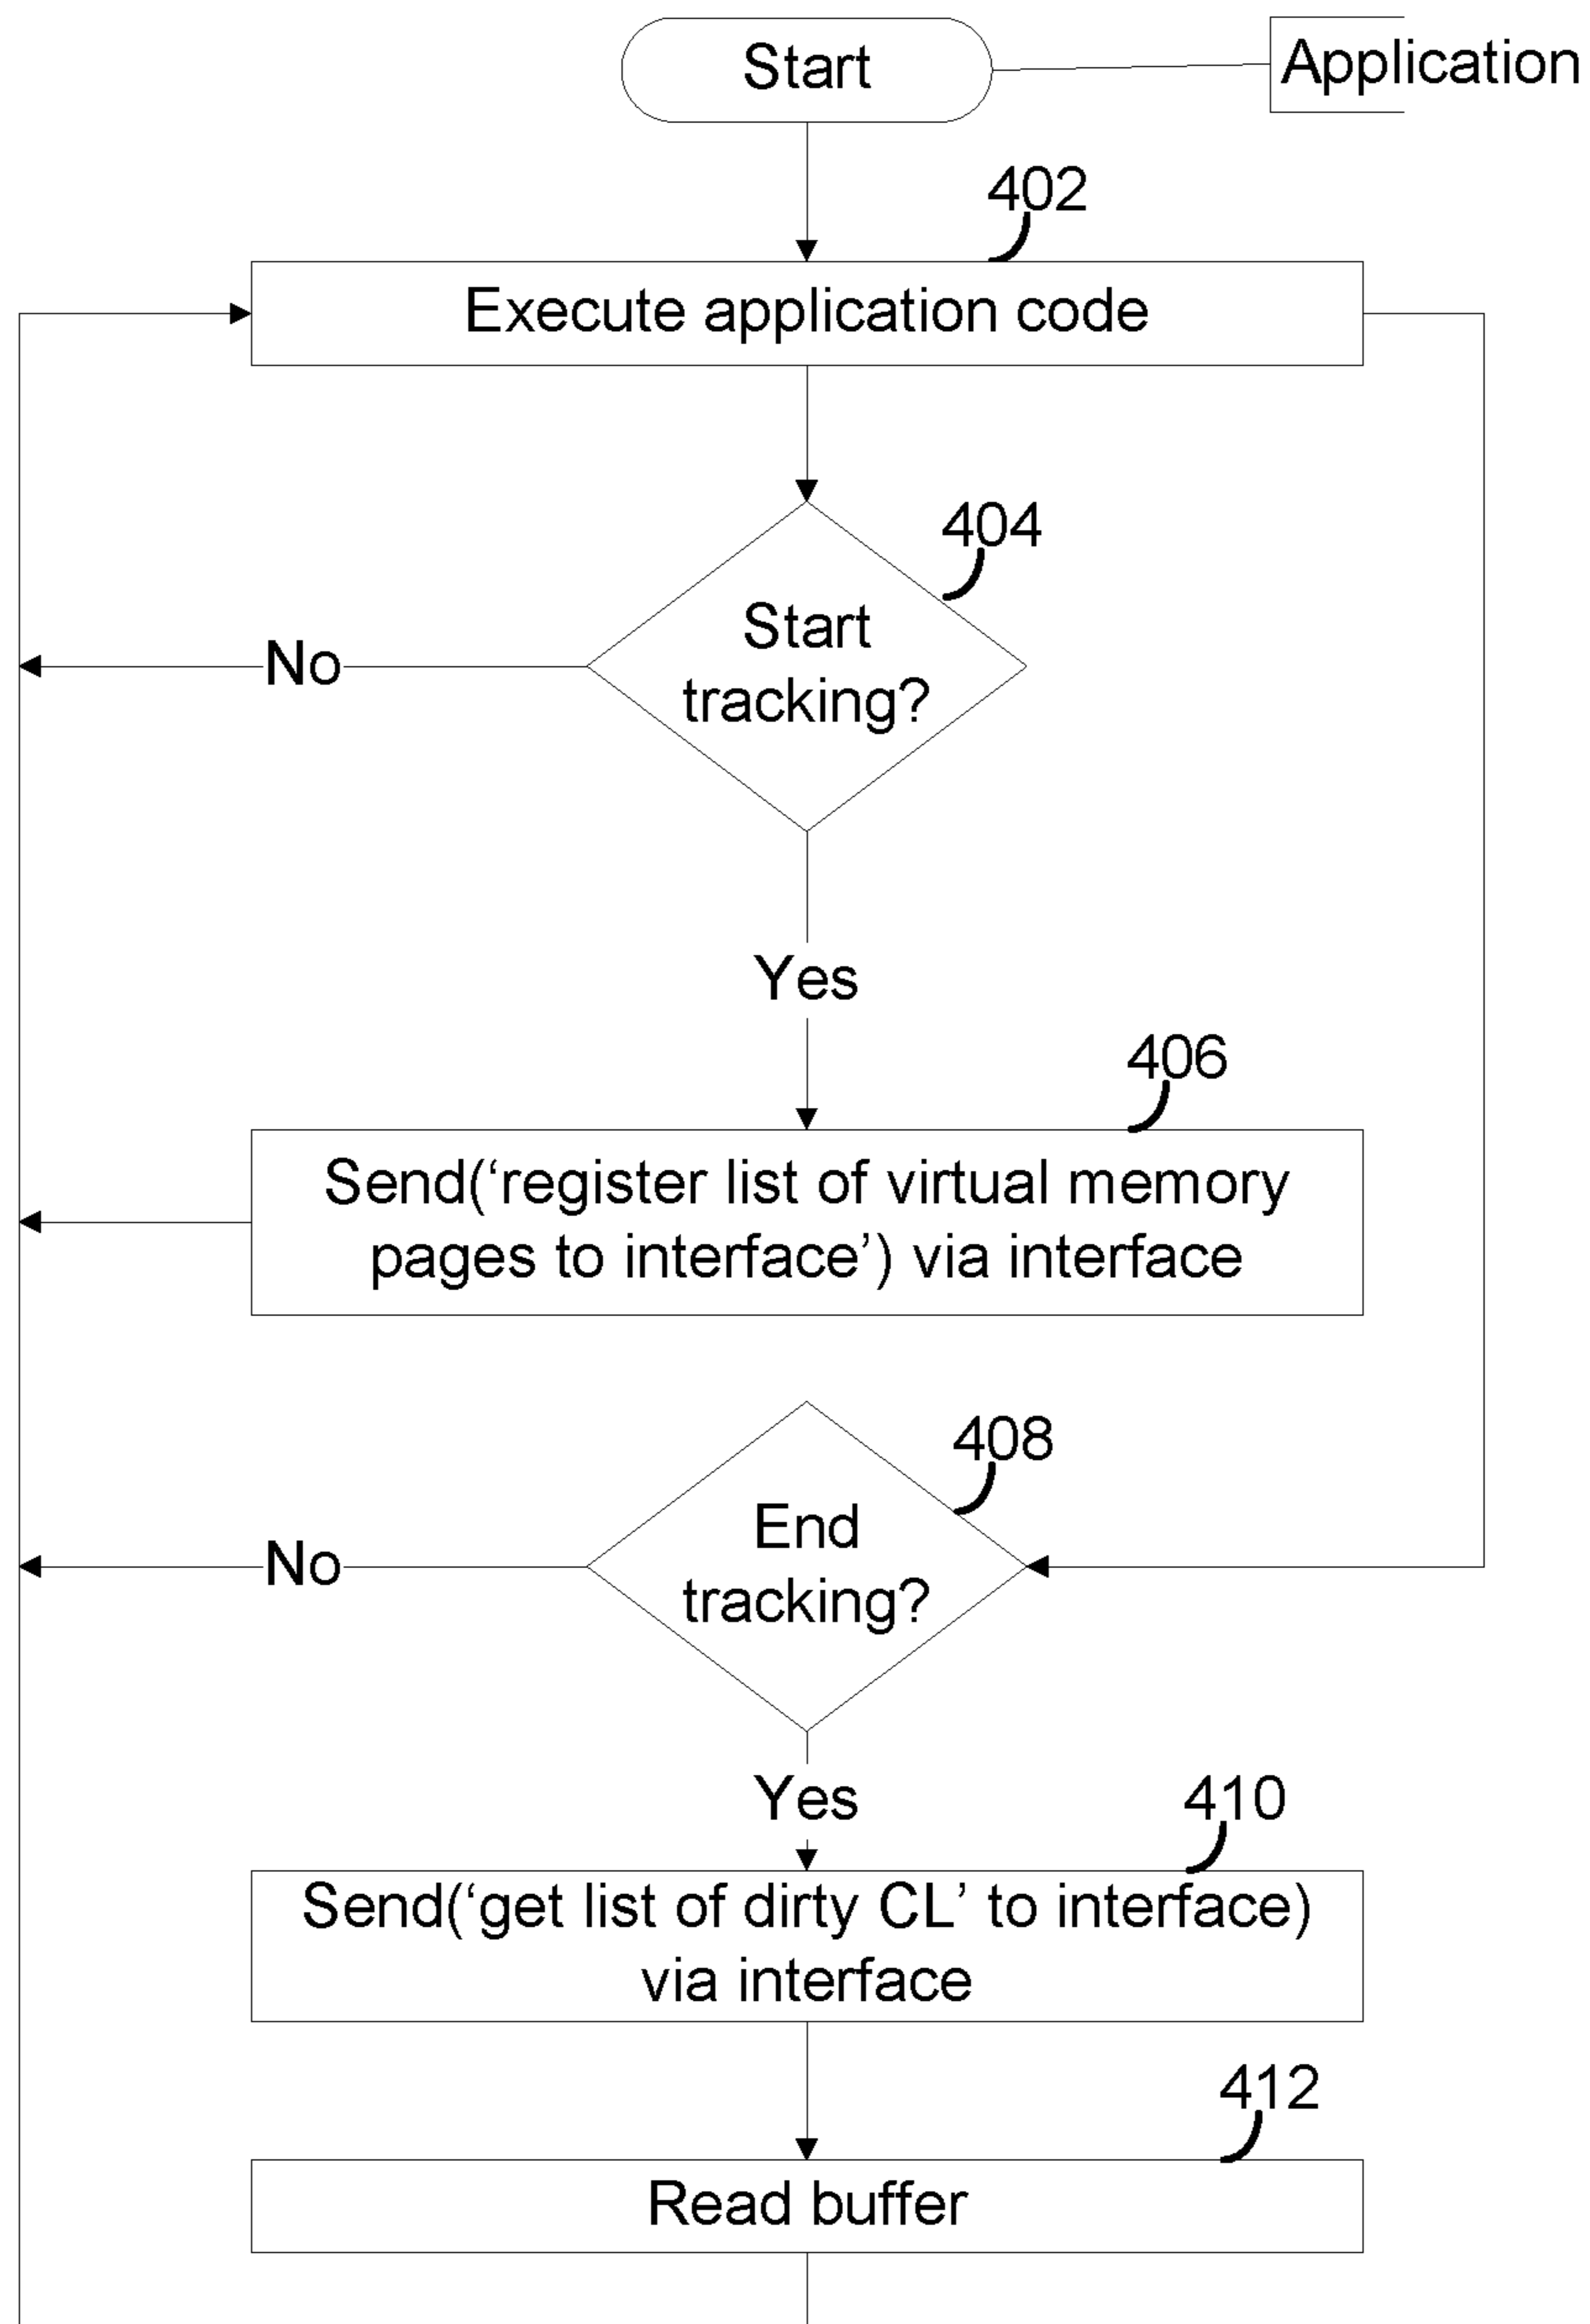 Start
Application
402
Execute application code
404
Start
tracking?
No
Yes
406
Send(‘register list of virtual memory
pages to interface’) via interface
408
End
tracking?
No
Yes
410
Send(‘get list of dirty CL’ to interface)
via interface
412
Read buffer